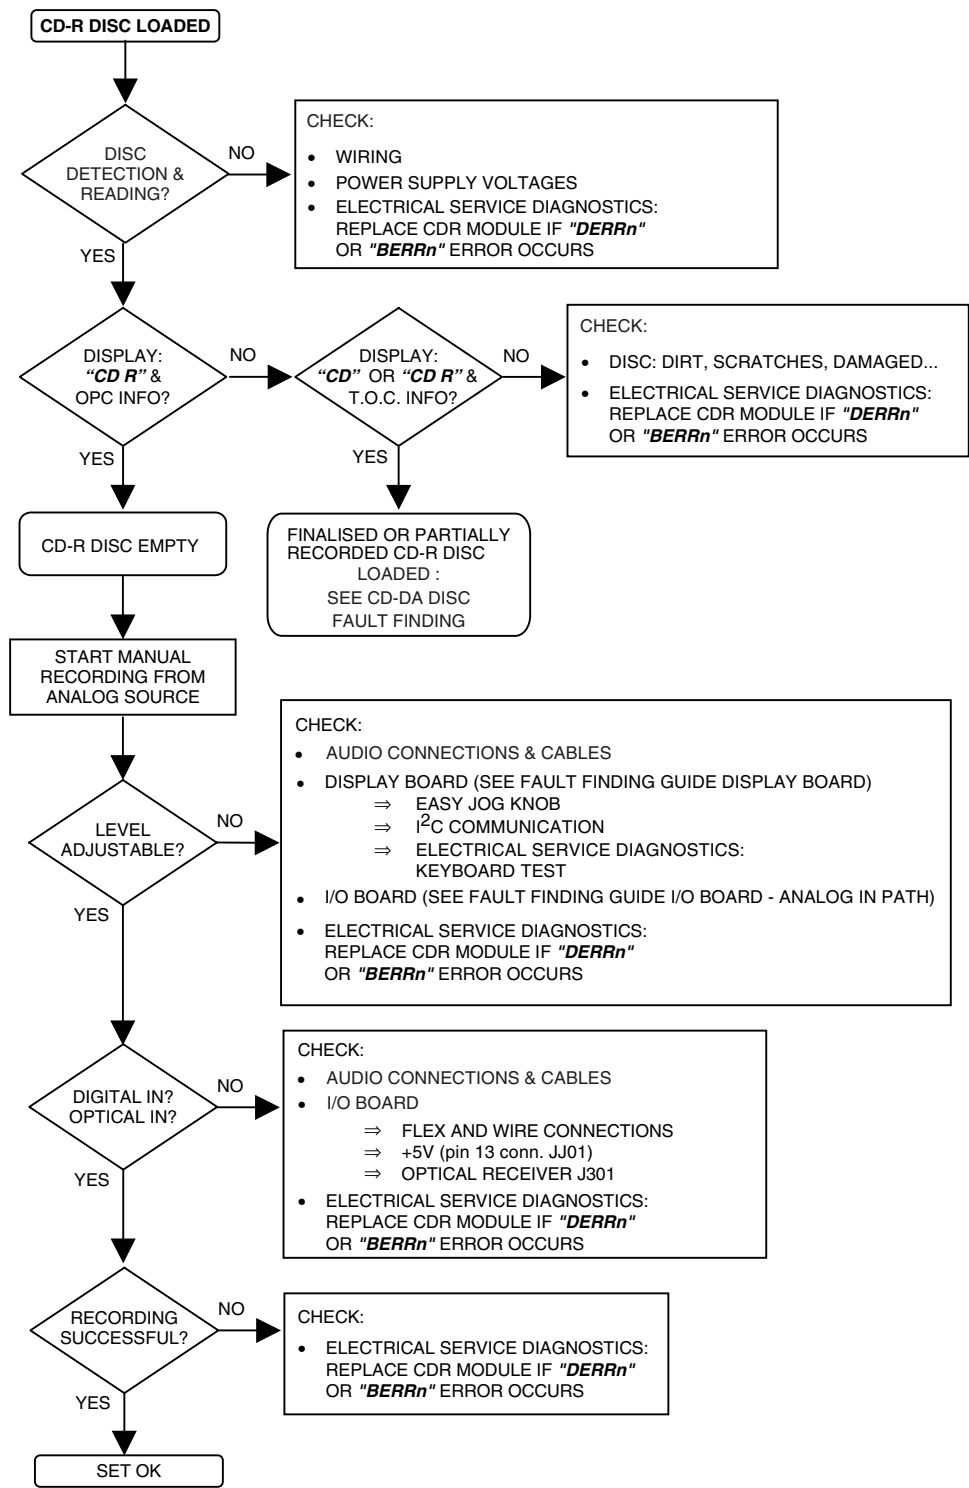 CD-R DISC LOADED
DISC
DETECTION &
READING?
NO
YES
CHECK:
• WIRING
• POWER SUPPLY VOLTAGES
• ELECTRICAL SERVICE DIAGNOSTICS:
REPLACE CDR MODULE IF "DERRn"
OR "BERRn" ERROR OCCURS
DISPLAY:
“CD R” &
OPC INFO?
NO
YES
DISPLAY:
“CD” OR “CD R” &
T.O.C. INFO?
NO
YES
CHECK:
• DISC: DIRT, SCRATCHES, DAMAGED...
• ELECTRICAL SERVICE DIAGNOSTICS:
REPLACE CDR MODULE IF "DERRn"
OR "BERRn" ERROR OCCURS
CD-R DISC EMPTY
FINALISED OR PARTIALLY
RECORDED CD-R DISC
LOADED :
SEE CD-DA DISC
FAULT FINDING
START MANUAL
RECORDING FROM
ANALOG SOURCE
LEVEL
ADJUSTABLE?
NO
YES
CHECK:
• AUDIO CONNECTIONS & CABLES
• DISPLAY BOARD (SEE FAULT FINDING GUIDE DISPLAY BOARD)
⇒ EASY JOG KNOB
⇒ I²C COMMUNICATION
⇒ ELECTRICAL SERVICE DIAGNOSTICS:
KEYBOARD TEST
• I/O BOARD (SEE FAULT FINDING GUIDE I/O BOARD - ANALOG IN PATH)
• ELECTRICAL SERVICE DIAGNOSTICS:
REPLACE CDR MODULE IF "DERRn"
OR "BERRn" ERROR OCCURS
DIGITAL IN?
OPTICAL IN?
NO
YES
CHECK:
• AUDIO CONNECTIONS & CABLES
• I/O BOARD
⇒ FLEX AND WIRE CONNECTIONS
⇒ +5V (pin 13 conn. JJ01)
⇒ OPTICAL RECEIVER J301
• ELECTRICAL SERVICE DIAGNOSTICS:
REPLACE CDR MODULE IF "DERRn"
OR "BERRn" ERROR OCCURS
RECORDING
SUCCESSFUL?
NO
YES
CHECK:
• ELECTRICAL SERVICE DIAGNOSTICS:
REPLACE CDR MODULE IF "DERRn"
OR "BERRn" ERROR OCCURS
SET OK